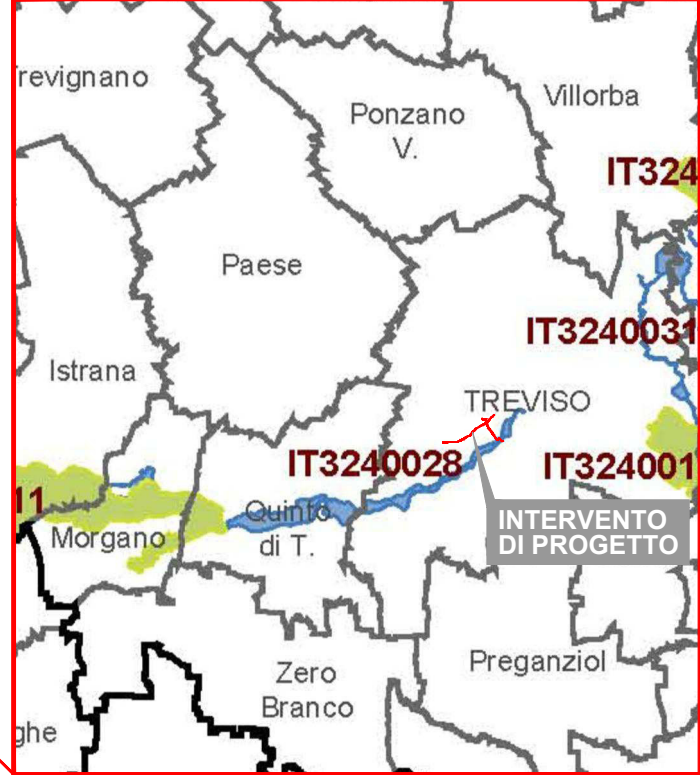 revignano
Ponzano
V.
Villorba
IT324
Paese
IT3240031
Istrana
TREVISO
IT3240028
IT324001
11
Quinto
di T.
Morgano
INTERVENTO
DI PROGETTO
Zero
Branco
Preganziol
ghe